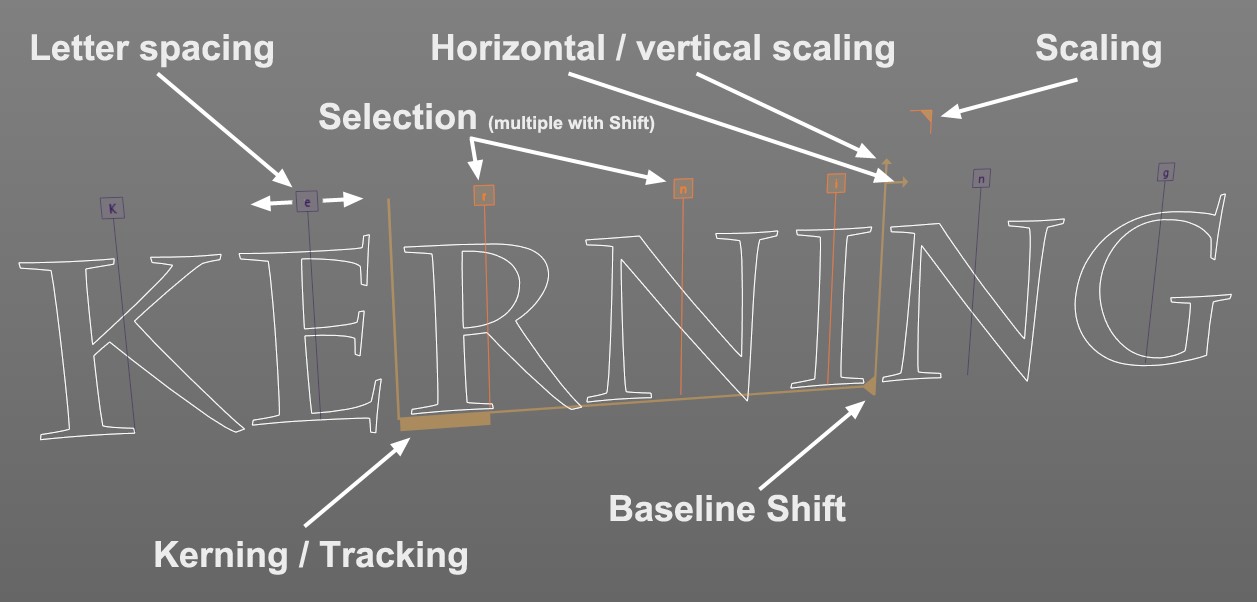 Letter spacing
Horizontal / vertical scaling
Scaling
Selection (multiple with Shift)
K e r n i n g
KERNING
Baseline Shift
Kerning / Tracking